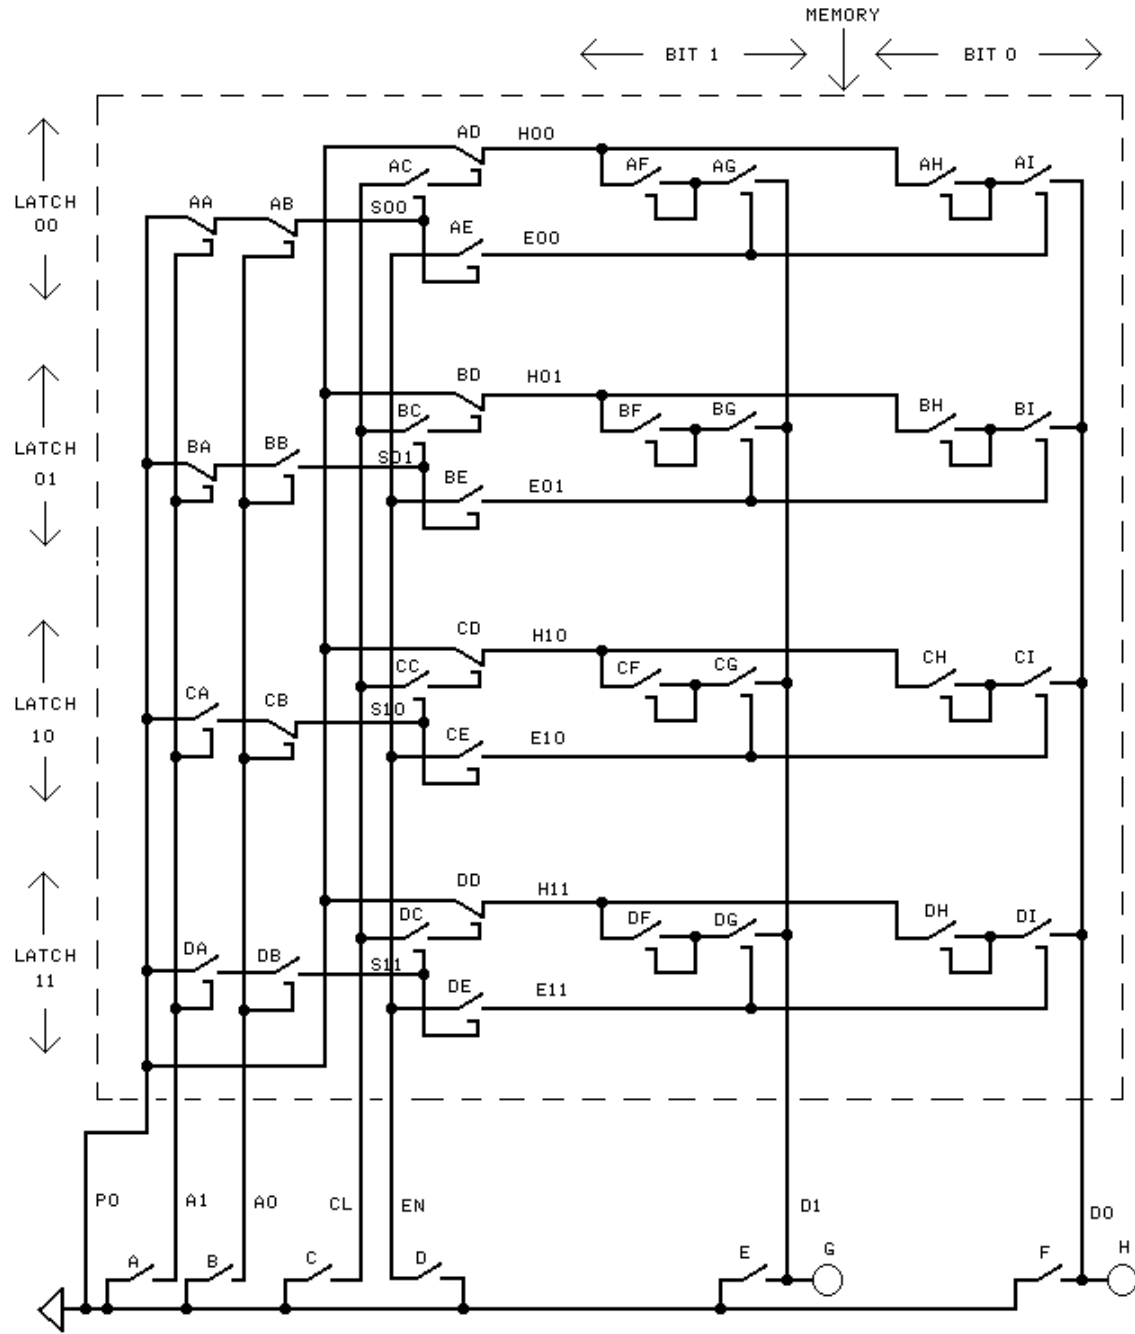 MEMORY
BIT 1
BIT 0
AD
H00
AC
AF
AG
AH
AI
LATCH
00
AA
AB
S00
AE
E00
BD
H01
BC
BF
BG
BH
BI
LATCH
01
BA
BB
S01
BE
E01
CD
H10
CC
CF
CG
CH
CI
LATCH
10
CA
CB
S10
CE
E10
DD
H11
DC
DF
DG
DH
DI
LATCH
11
DA
DB
S11
DE
E11
PO
A1
A0
CL
EN
D1
D0
A
B
C
D
E
G
F
H